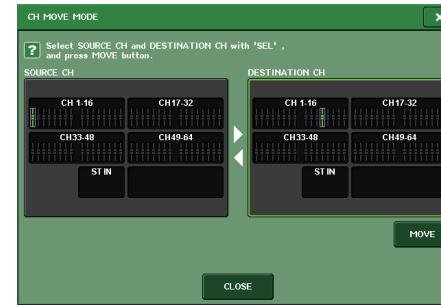 CH MOVE MODE
Select SOURCE CH and DESTINATION CH with 'SEL' ,
and press MOVE button.
SOURCE CH
DESTINATION CH
CH 1-16
CH17-32
CH 1-16
CH17-32
CH33-48
CH49-64
CH33-48
CH49-64
ST IN
ST IN
MOVE
CLOSE